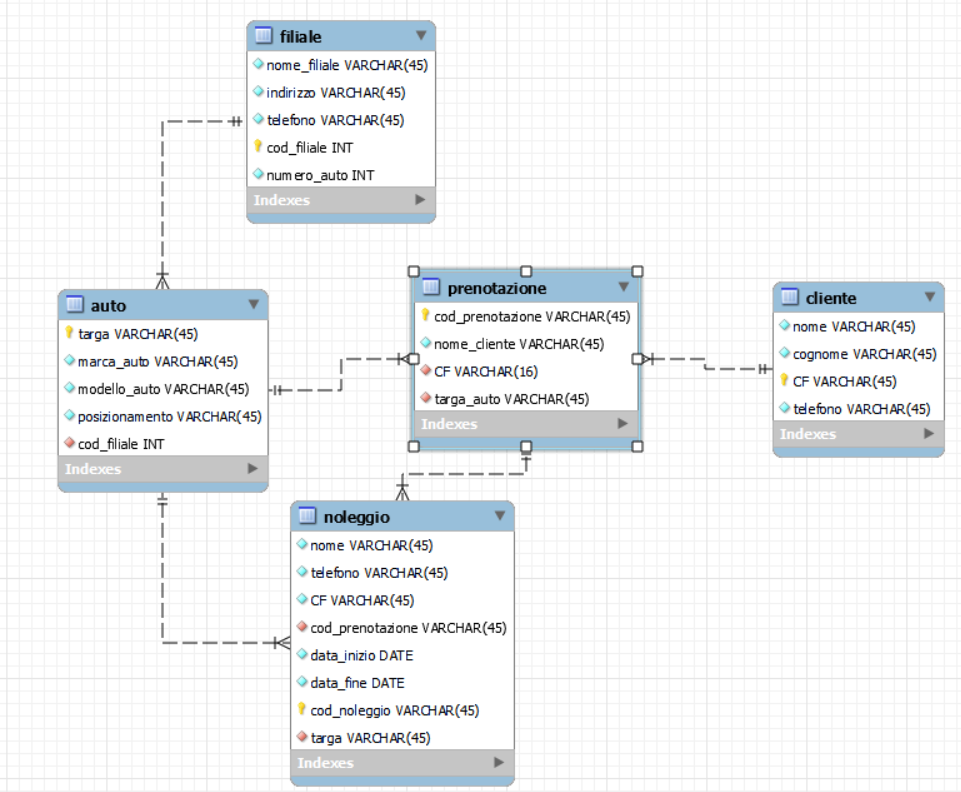 filiale
nome_filiale VARCHAR(45)
indirizzo VARCHAR(45)
telefono VARCHAR(45)
cod_filiale INT
numero_auto INT
Indexes
auto
targa VARCHAR(45)
marca_auto VARCHAR(45)
modello_auto VARCHAR(45)
posizionamento VARCHAR(45)
cod_filiale INT
Indexes
prenotazione
cod_prenotazione VARCHAR(45)
nome_cliente VARCHAR(45)
CF VARCHAR(16)
targa_auto VARCHAR(45)
Indexes
cliente
nome VARCHAR(45)
cognome VARCHAR(45)
CF VARCHAR(45)
telefono VARCHAR(45)
Indexes
noleggio
nome VARCHAR(45)
telefono VARCHAR(45)
CF VARCHAR(45)
cod_prenotazione VARCHAR(45)
data_inizio DATE
data_fine DATE
cod_noleggio VARCHAR(45)
targa VARCHAR(45)
Indexes